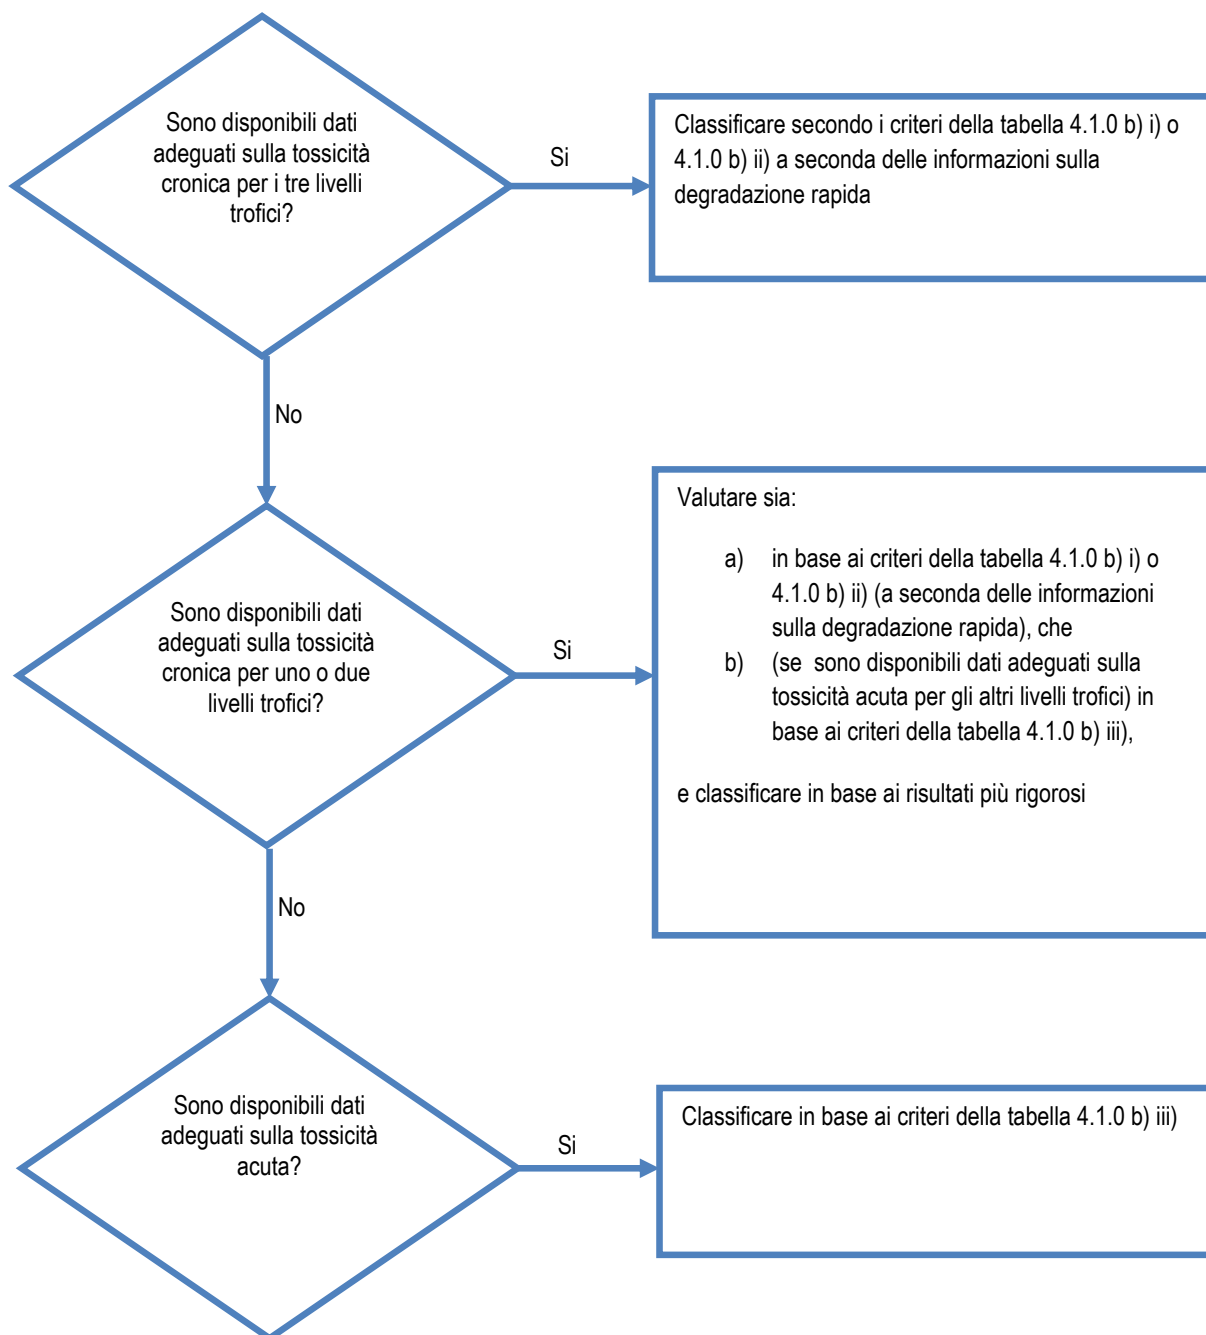 Sono disponibili dati
adeguati sulla tossicità
cronica per i tre livelli
trofici?
Si
Classificare secondo i criteri della tabella 4.1.0 b) i) o
4.1.0 b) ii) a seconda delle informazioni sulla
degradazione rapida
No
Sono disponibili dati
adeguati sulla tossicità
cronica per uno o due
livelli trofici?
Si
Valutare sia:
a) in base ai criteri della tabella 4.1.0 b) i) o
4.1.0 b) ii) (a seconda delle informazioni
sulla degradazione rapida), che
b) (se sono disponibili dati adeguati sulla
tossicità acuta per gli altri livelli trofici) in
base ai criteri della tabella 4.1.0 b) iii),
e classificare in base ai risultati più rigorosi
No
Sono disponibili dati
adeguati sulla tossicità
acuta?
Si
Classificare in base ai criteri della tabella 4.1.0 b) iii)